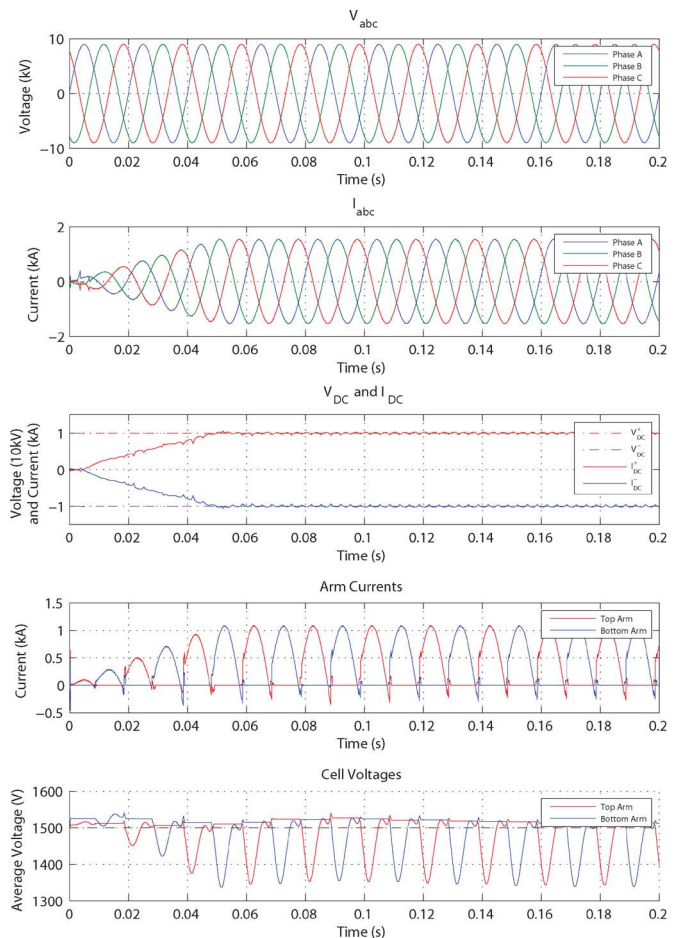 V abc
10
0
−10
Voltage (kV)
Phase A
Phase B
Phase C
0 0.02 0.04 0.06 0.08 0.1 0.12 0.14 0.16 0.18 0.2
Time (s)
I abc
2
0
−2
Current (kA)
Phase A
Phase B
Phase C
0 0.02 0.04 0.06 0.08 0.1 0.12 0.14 0.16 0.18 0.2
Time (s)
V DC and I DC
1
0
−1
Voltage (10kV)
and Current (kA)
V + DC
V − DC
I + DC
I − DC
0 0.02 0.04 0.06 0.08 0.1 0.12 0.14 0.16 0.18 0.2
Time (s)
Arm Currents
1.5
1
0.5
0
−0.5
Current (kA)
Top Arm
Bottom Arm
0 0.02 0.04 0.06 0.08 0.1 0.12 0.14 0.16 0.18 0.2
Time (s)
Cell Voltages
1600
1500
1400
1300
Average Voltage (V)
Top Arm
Bottom Arm
0 0.02 0.04 0.06 0.08 0.1 0.12 0.14 0.16 0.18 0.2
Time (s)